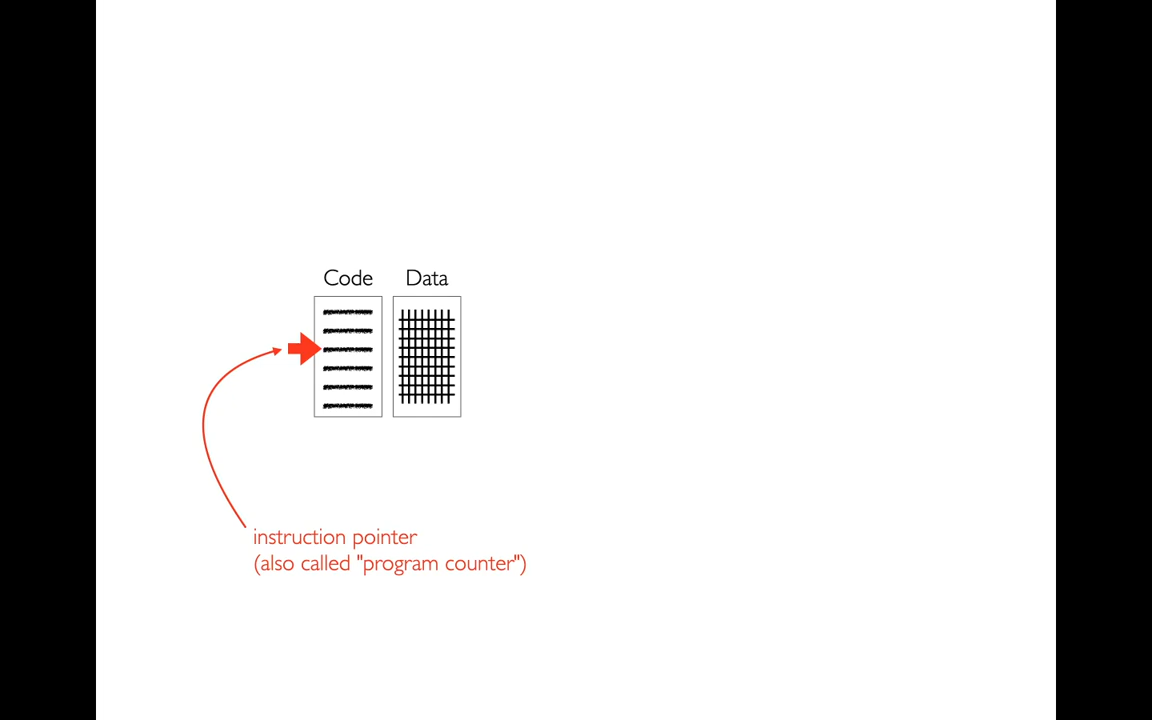 Code Data
instruction pointer
(also called "program counter")